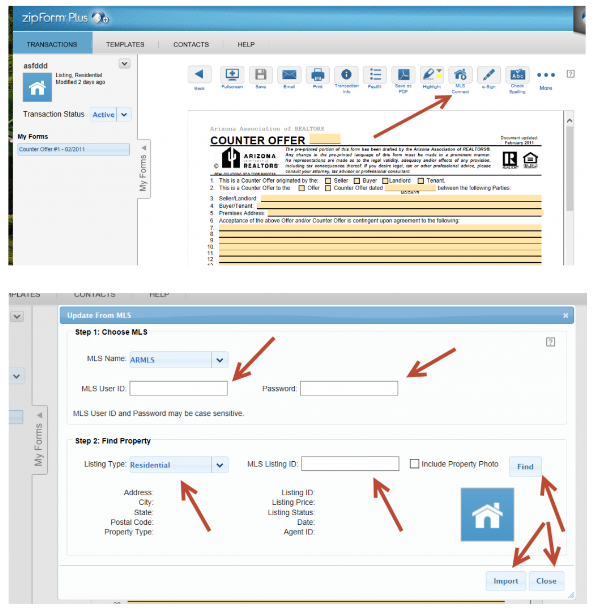 zipForm Plus
TRANSACTIONS TEMPLATES CONTACTS HELP
asfddd
Listing, Residential
Modified 2 days ago
Transaction Status Active
My Forms
Counter Offer #1 - 02/2011
My Forms
Back Fullscreen Save Email Print Transaction Info Save as PDF Highlight MLS Connect e-Sign Check Spelling More
?
Arizona Association of REALTORS
COUNTER OFFER
Document updated:
February 2011
ARIZONA
REALTORS
The pre-printed portion of this form has been drafted by the Arizona Association of REALTORS®.
Any change in the pre-printed language of this form must be made in a prominent manner.
No representations are made as to the legal validity, adequacy and/or effects of any provision,
including tax consequences thereof. If you desire legal, tax or other professional advice, please
consult your attorney, tax advisor or professional consultant.
1. This is a Counter Offer originated by the: Seller Buyer Landlord Tenant.
2. This is a Counter Offer to the Offer Counter Offer dated between the following Parties.
3. Seller/Landlord:
4. Buyer/Tenant:
5. Premises Address:
6. Acceptance of the above Offer and/or Counter Offer is contingent upon agreement to the following:
7.
8.
9.
10.
11.
12.
MPLATES CONTACTS HELP
Update From MLS x
Step 1: Choose MLS
?
MLS Name: ARMLS
MLS User ID: Password:
MLS User ID and Password may be case sensitive.
My Forms
Step 2: Find Property
Listing Type: Residential MLS Listing ID: Include Property Photo Find
Address: Listing ID:
City: Listing Price:
State: Listing Status:
Postal Code: Date:
Property Type: Agent ID:
Import Close